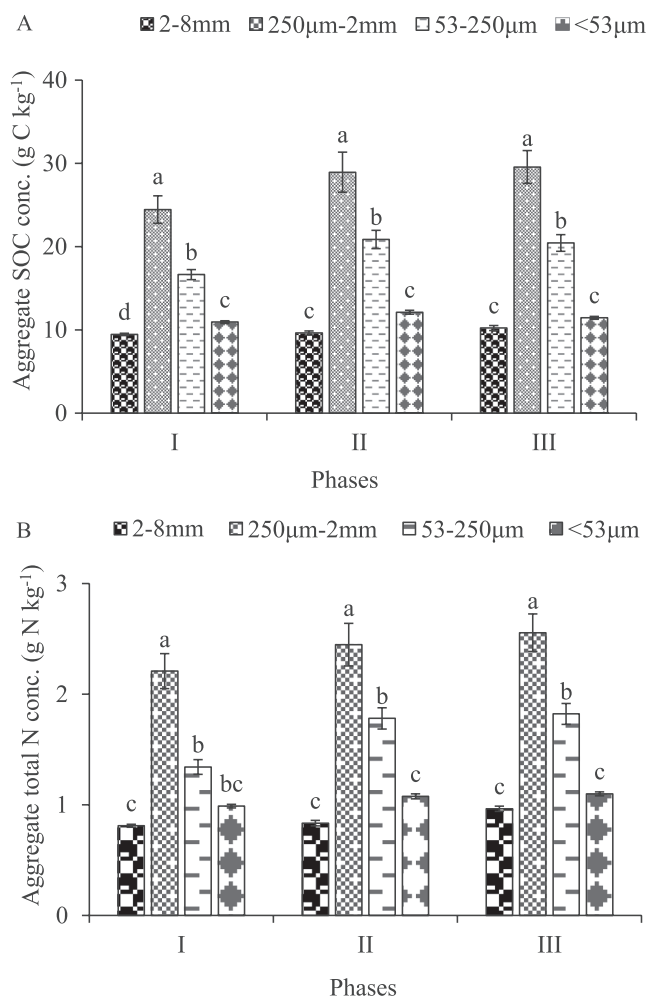 A
2-8mm 250μm-2mm 53-250μm <53μm
Aggregate SOC conc. (g C kg⁻¹)
40
30
20
10
0
d a b c
c a b c
c a b c
I II III
Phases
B
2-8mm 250μm-2mm 53-250μm <53μm
Aggregate total N conc. (g N kg⁻¹)
3
2
1
0
c a b bc
c a b c
c a b c
I II III
Phases